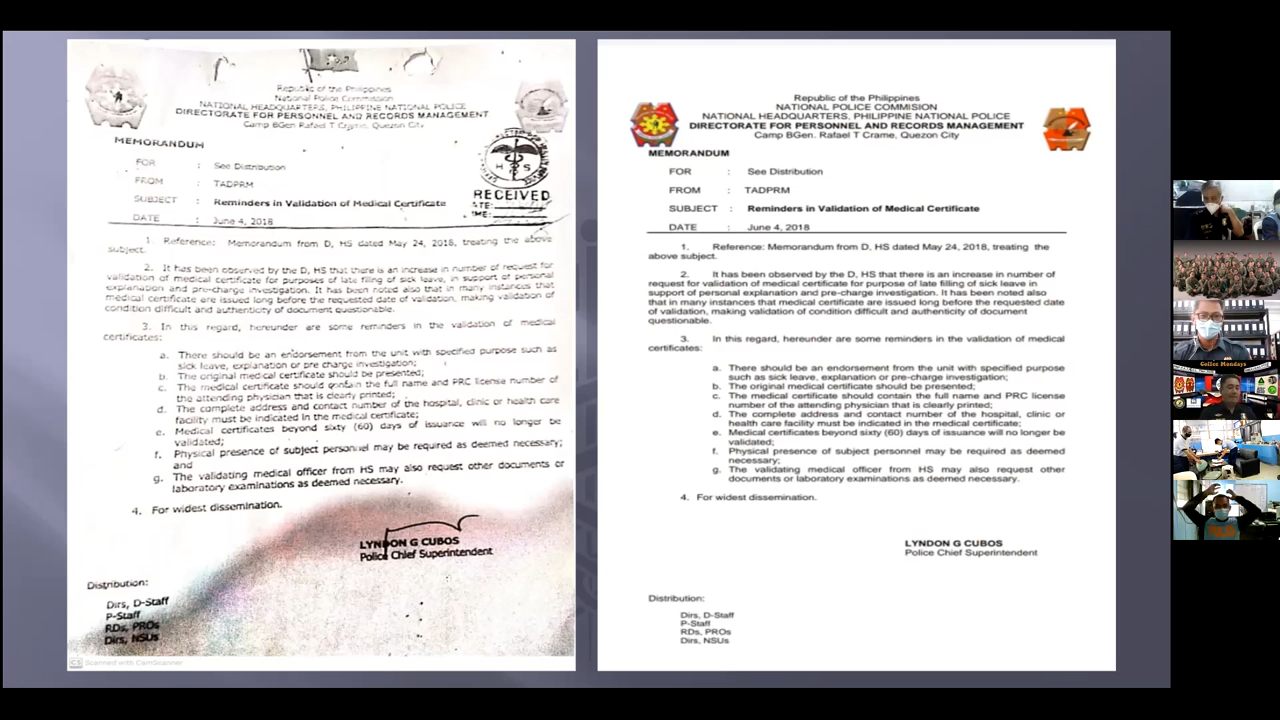 Republic of the Philippines
National Police Commission
NATIONAL HEADQUARTERS, PHILIPPINE NATIONAL POLICE
DIRECTORATE FOR PERSONNEL AND RECORDS MANAGEMENT
Camp BGen Rafael T Crame, Quezon City
MEMORANDUM
FOR : See Distribution
FROM : TADPRM
SUBJECT : Reminders in Validation of Medical Certificate
DATE : June 4, 2018
H S
RECEIVED
1. Reference: Memorandum from D, HS dated May 24, 2018, treating the above
subject.
2. It has been observed by the D, HS that there is an increase in number of request for
validation of medical certificate for purposes of late filing of sick leave, in support of personal
explanation and pre-charge investigation. It has been noted also that in many instances that
medical certificate are issued long before the requested date of validation, making validation of
condition difficult and authenticity of document questionable.
3. In this regard, hereunder are some reminders in the validation of medical
certificates:
a. There should be an endorsement from the unit with specified purpose such as
sick leave, explanation or pre charge investigation;
b. The original medical certificate should be presented;
c. The medical certificate should contain the full name and PRC license number of
the attending physician that is clearly printed;
d. The complete address and contact number of the hospital, clinic or health care
facility must be indicated in the medical certificate;
e. Medical certificates beyond sixty (60) days of issuance will no longer be
validated;
f. Physical presence of subject personnel may be required as deemed necessary;
and
g. The validating medical officer from HS may also request other documents or
laboratory examinations as deemed necessary.
4. For widest dissemination.
LYNDON G CUBOS
Police Chief Superintendent
Distribution:
Dirs, D-Staff
P-Staff
RDs, PROs
Dirs, NSUs
CS Scanned with CamScanner
Republic of the Philippines
NATIONAL POLICE COMMISION
NATIONAL HEADQUARTERS, PHILIPPINE NATIONAL POLICE
DIRECTORATE FOR PERSONNEL AND RECORDS MANAGEMENT
Camp BGen. Rafael T Crame, Quezon City
MEMORANDUM
FOR : See Distribution
FROM : TADPRM
SUBJECT : Reminders in Validation of Medical Certificate
DATE : June 4, 2018
1. Reference: Memorandum from D, HS dated May 24, 2018, treating the
above subject.
2. It has been observed by the D, HS that there is an increase in number of
request for validation of medical certificate for purpose of late filling of sick leave in
support of personal explanation and pre-charge investigation. It has been noted also
that in many instances that medical certificate are issued long before the requested date
of validation, making validation of condition difficult and authenticity of document
questionable.
3. In this regard, hereunder are some reminders in the validation of medical
certificates:
a. There should be an endorsement from the unit with specified purpose
such as sick leave, explanation or pre-charge investigation;
b. The original medical certificate should be presented;
c. The medical certificate should contain the full name and PRC license
number of the attending physician that is clearly printed;
d. The complete address and contact number of the hospital, clinic or
health care facility must be indicated in the medical certificate;
e. Medical certificates beyond sixty (60) days of issuance will no longer be
validated;
f. Physical presence of subject personnel may be required as deemed
necessary;
g. The validating medical officer from HS may also request other
documents or laboratory examinations as deemed necessary.
4. For widest dissemination.
LYNDON G CUBOS
Police Chief Superintendent
Distribution:
Dirs, D-Staff
P-Staff
RDs, PROs
Dirs, NSUs
Coffee Mondays